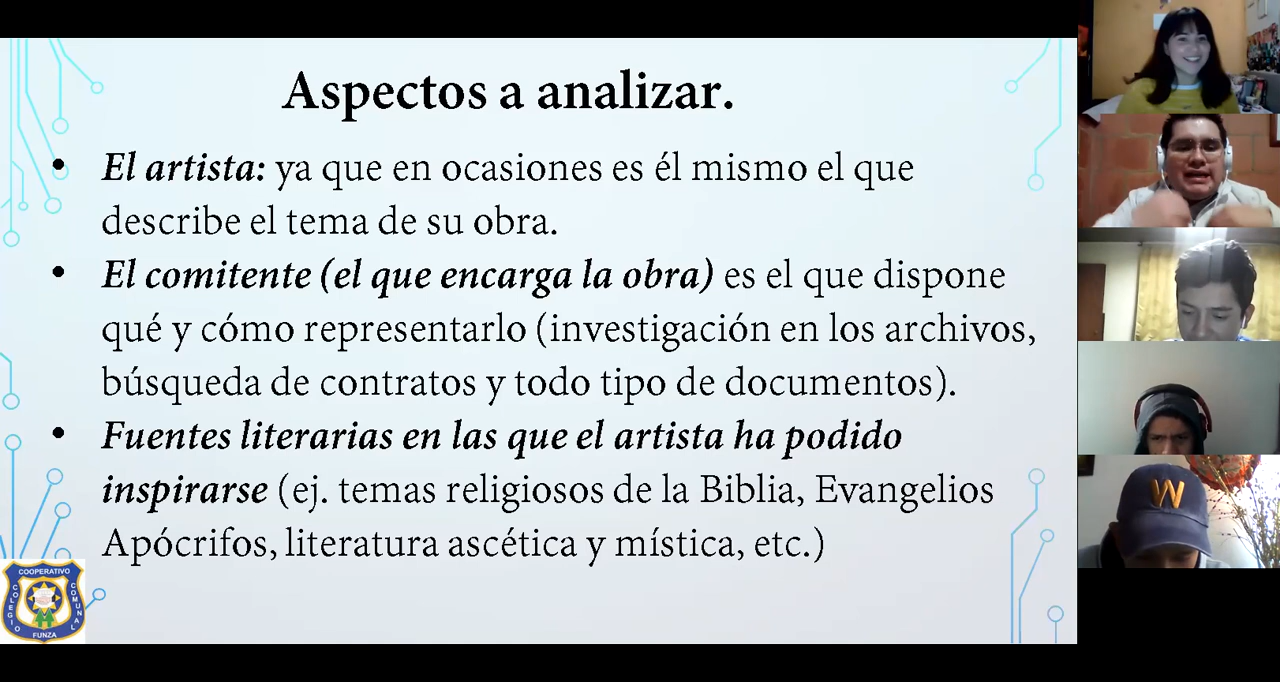 Aspectos a analizar.
• El artista: ya que en ocasiones es él mismo el que
describe el tema de su obra.
• El comitente (el que encarga la obra) es el que dispone
qué y cómo representarlo (investigación en los archivos,
búsqueda de contratos y todo tipo de documentos).
• Fuentes literarias en las que el artista ha podido
inspirarse (ej. temas religiosos de la Biblia, Evangelios
Apócrifos, literatura ascética y mística, etc.)
COOPERATIVO
COLEGIO
COMUNAL
FUNZA
W